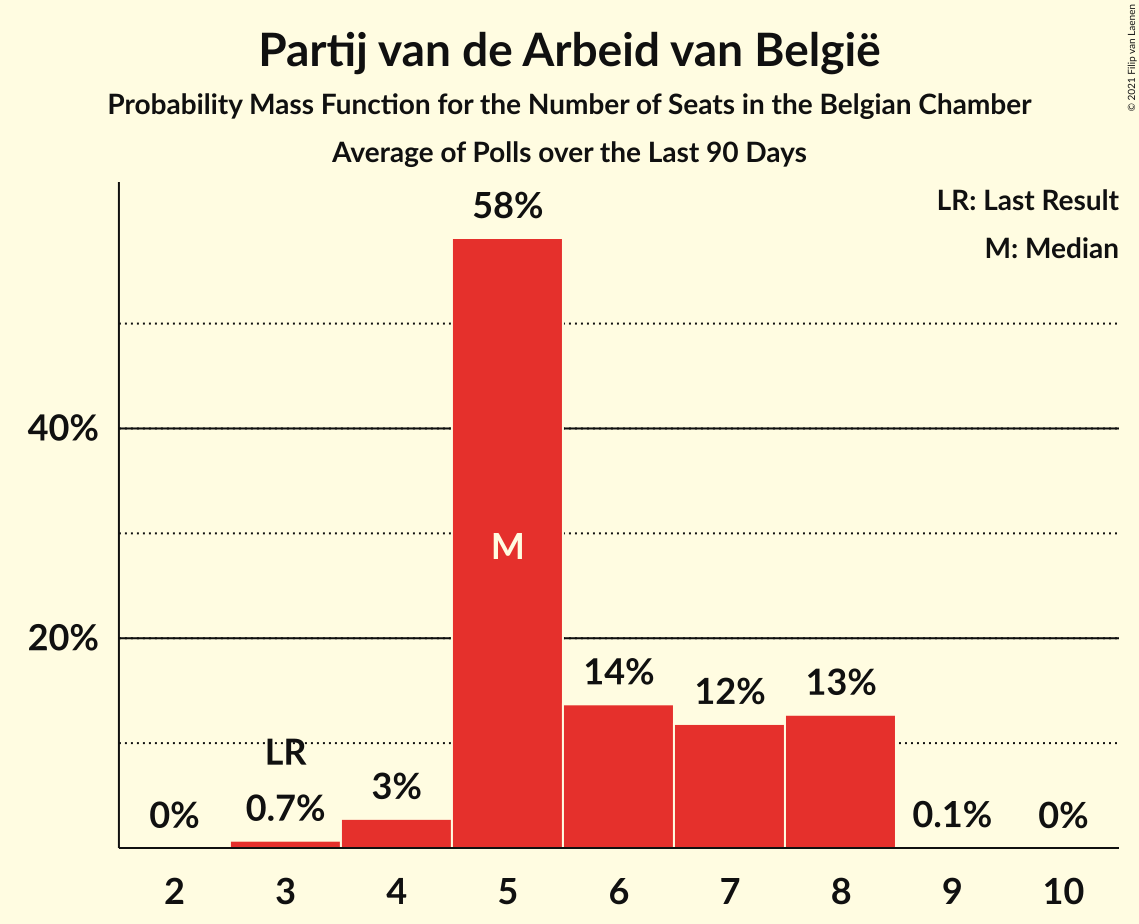 Partij van de Arbeid van België
Probability Mass Function for the Number of Seats in the Belgian Chamber
Average of Polls over the Last 90 Days
© 2021 Filip van Laenen
LR: Last Result
M: Median
58%
40%
M
20%
14%
12%
13%
LR
0%
0.7%
3%
0.1%
0%
2 3 4 5 6 7 8 9 10